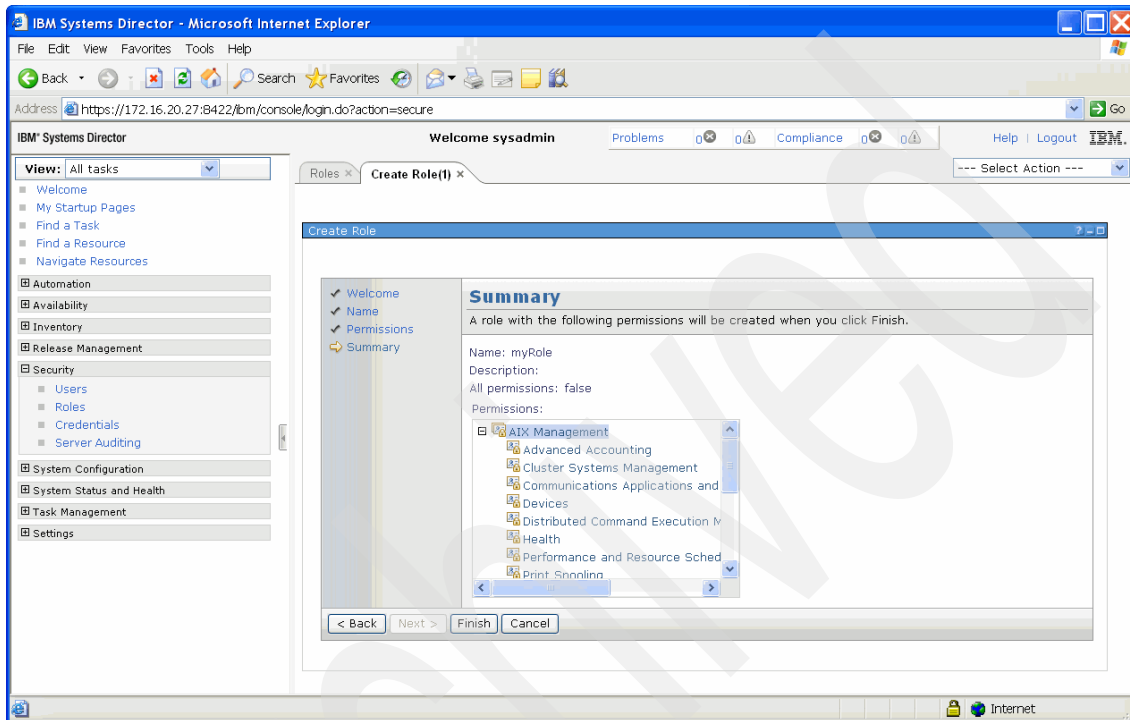 IBM Systems Director - Microsoft Internet Explorer
File Edit View Favorites Tools Help
Back Search Favorites
Address https://172.16.20.27:8422/ibm/console/login.do?action=secure Go
IBM® Systems Director Welcome sysadmin Problems 0 0 Compliance 0 0 Help | Logout IBM.
View: All tasks
Roles × Create Role(1) × --- Select Action ---
Welcome
My Startup Pages
Find a Task
Find a Resource
Navigate Resources
Automation
Availability
Inventory
Release Management
Security
Users
Roles
Credentials
Server Auditing
System Configuration
System Status and Health
Task Management
Settings
Create Role ?
Welcome
Name
Permissions
Summary
Summary
A role with the following permissions will be created when you click Finish.
Name: myRole
Description:
All permissions: false
Permissions:
AIX Management
Advanced Accounting
Cluster Systems Management
Communications Applications and
Devices
Distributed Command Execution M
Health
Performance and Resource Sched
Print Spooling
< Back Next > Finish Cancel
Internet